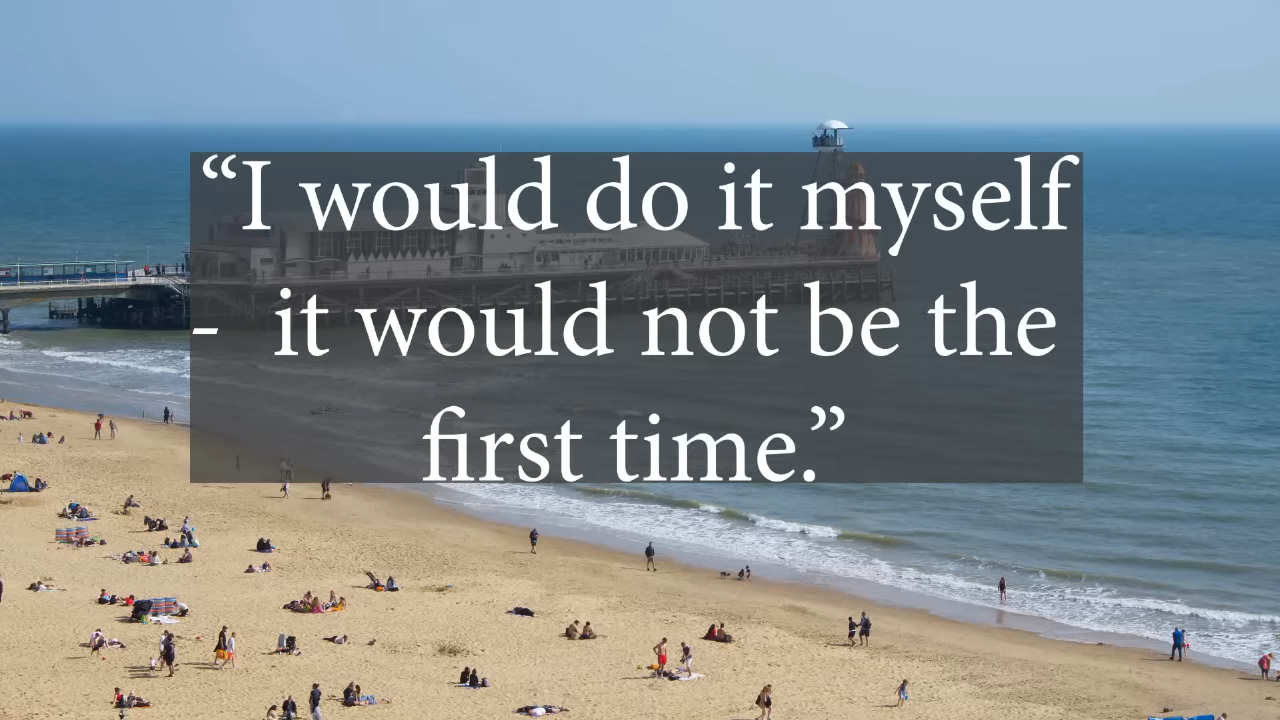 “I would do it myself
- it would not be the
first time.”